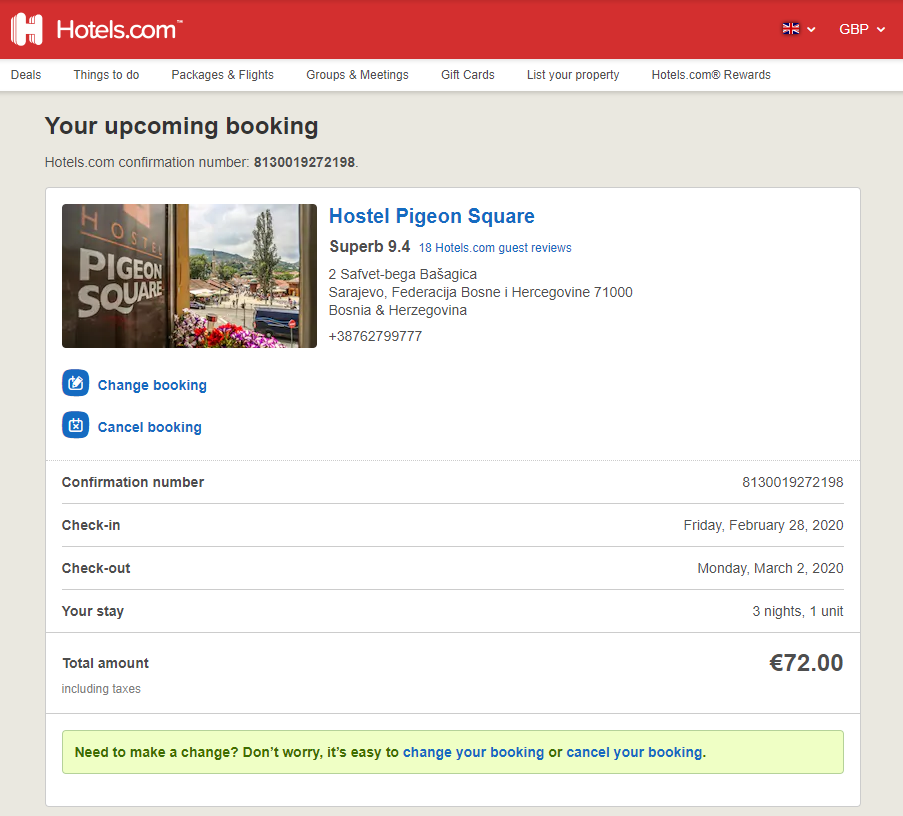 Hotels.com™
GBP
Deals
Things to do
Packages & Flights
Groups & Meetings
Gift Cards
List your property
Hotels.com® Rewards
Your upcoming booking
Hotels.com confirmation number: 8130019272198.
HOSTEL
PIGEON
SQUARE
Hostel Pigeon Square
Superb 9.4 18 Hotels.com guest reviews
2 Safvet-bega Bašagica
Sarajevo, Federacija Bosne i Hercegovine 71000
Bosnia & Herzegovina
+38762799777
Change booking
Cancel booking
Confirmation number 8130019272198
Check-in Friday, February 28, 2020
Check-out Monday, March 2, 2020
Your stay 3 nights, 1 unit
Total amount €72.00
including taxes
Need to make a change? Don’t worry, it’s easy to change your booking or cancel your booking.